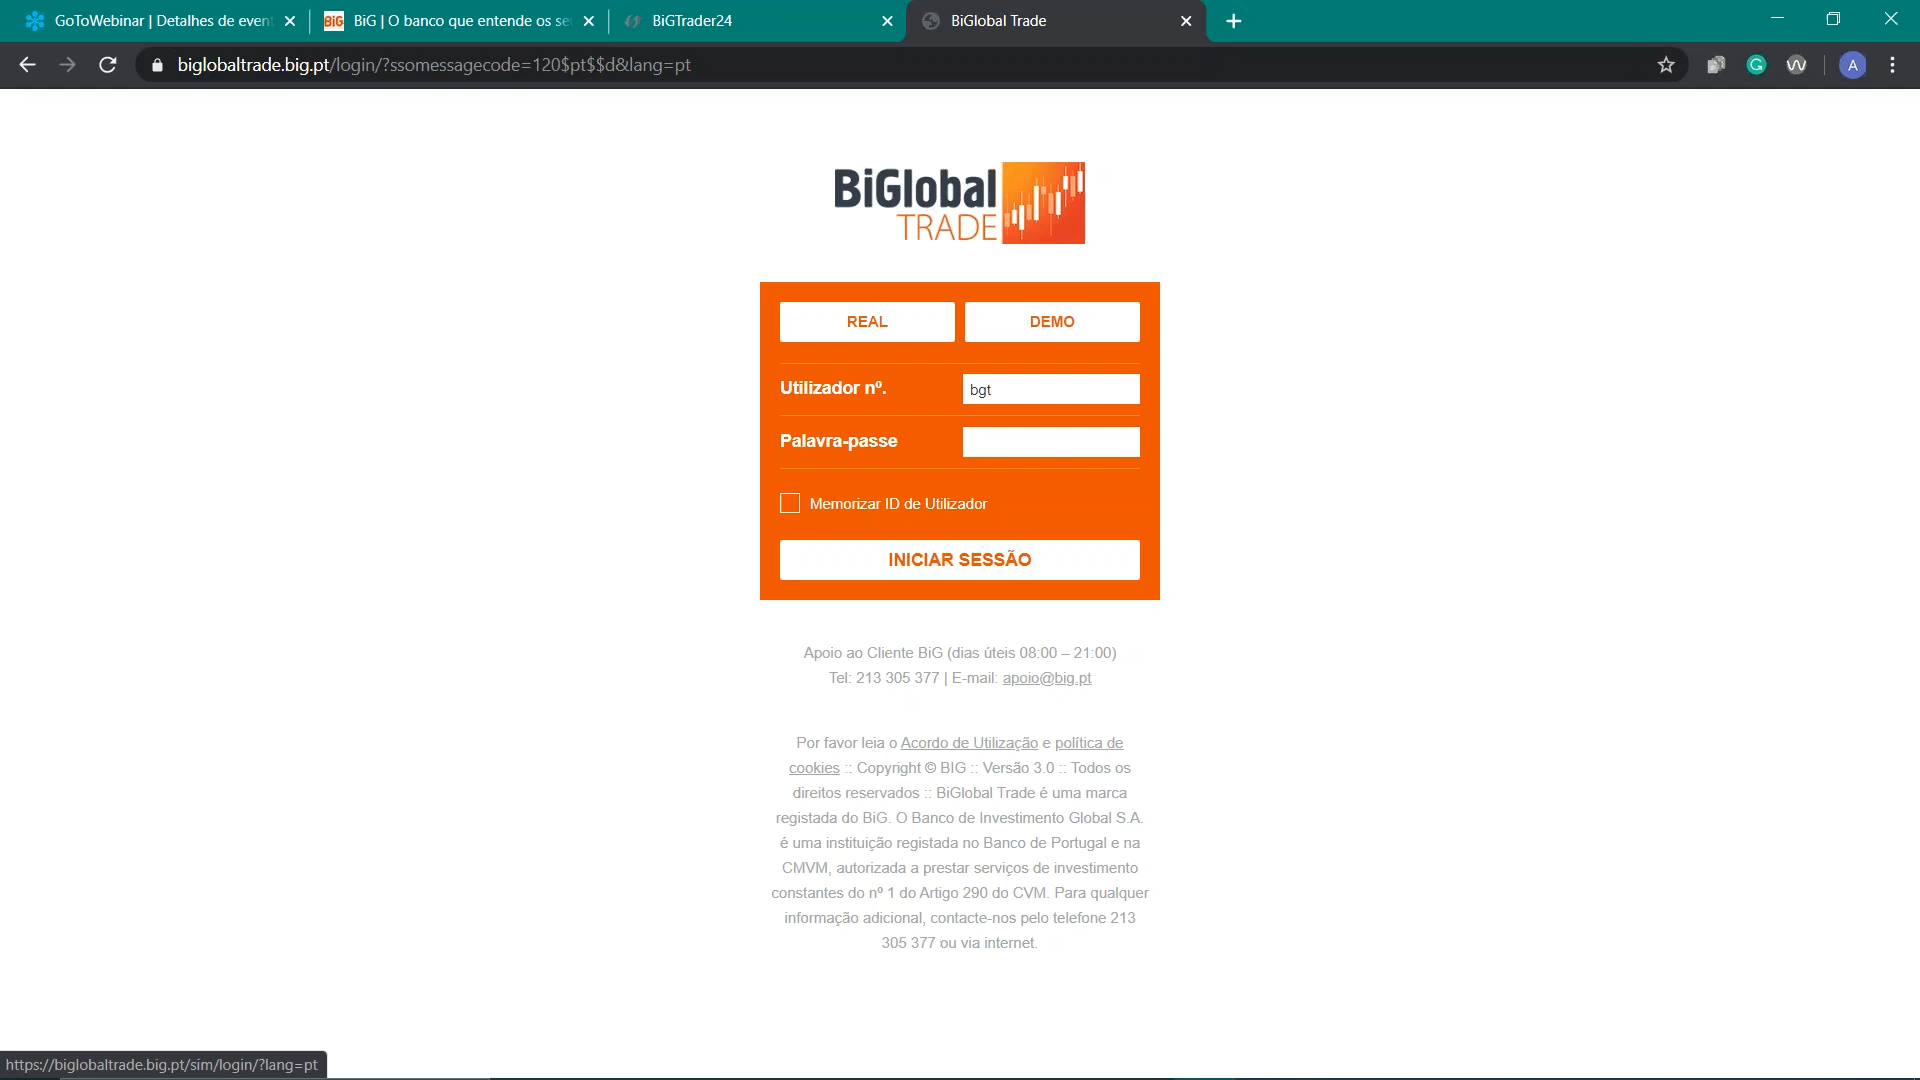 GoToWebinar | Detalhes de even
BiG | O banco que entende os se
BiGTrader24
BiGlobal Trade
biglobaltrade.big.pt/login/?ssomessagecode=120$pt$$d&lang=pt
A
BiGlobal
TRADE
REAL
DEMO
Utilizador nº.
bgt
Palavra-passe
Memorizar ID de Utilizador
INICIAR SESSÃO
Apoio ao Cliente BiG (dias úteis 08:00 – 21:00)
Tel: 213 305 377 | E-mail: apoio@big.pt
Por favor leia o Acordo de Utilização e política de
cookies :: Copyright © BIG :: Versão 3.0 :: Todos os
direitos reservados :: BiGlobal Trade é uma marca
registada do BiG. O Banco de Investimento Global S.A.
é uma instituição registada no Banco de Portugal e na
CMVM, autorizada a prestar serviços de investimento
constantes do nº 1 do Artigo 290 do CVM. Para qualquer
informação adicional, contacte-nos pelo telefone 213
305 377 ou via internet.
https://biglobaltrade.big.pt/sim/login/?lang=pt